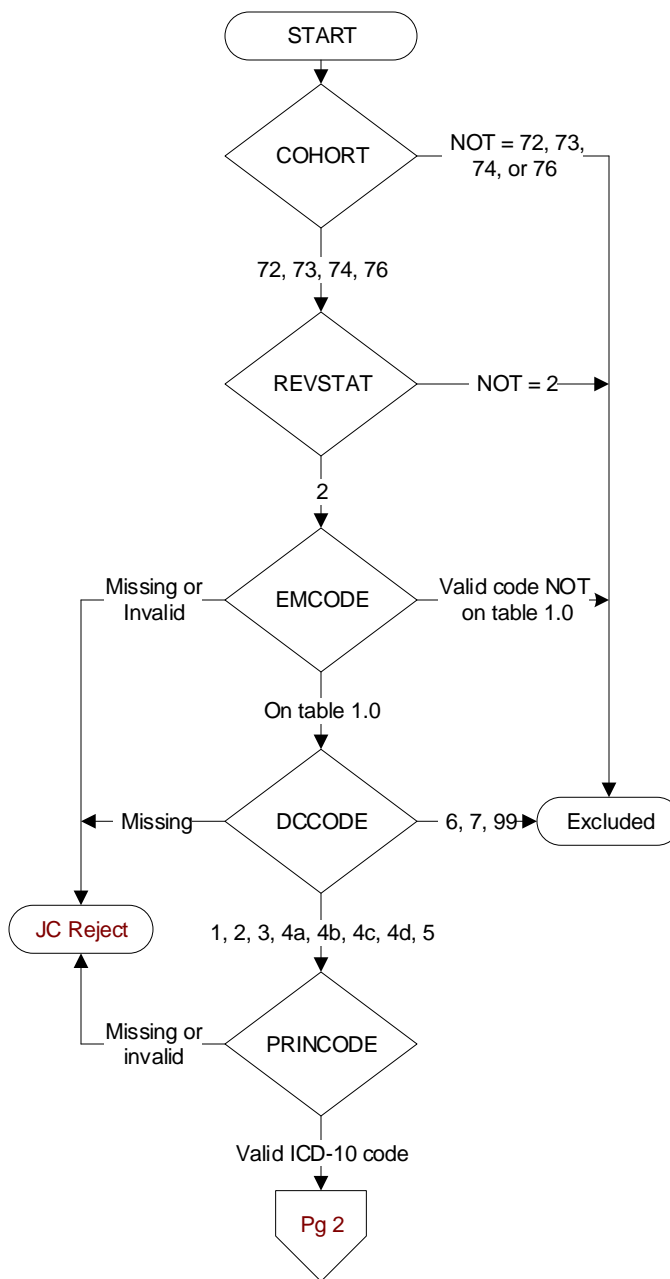 START
COHORT
NOT = 72, 73,
74, or 76
72, 73, 74, 76
REVSTAT
NOT = 2
2
Missing or
Invalid
EMCODE
Valid code NOT
on table 1.0
On table 1.0
Missing
DCCODE
6, 7, 99
Excluded
JC Reject
1, 2, 3, 4a, 4b, 4c, 4d, 5
Missing or
invalid
PRINCODE
Valid ICD-10 code
Pg 2